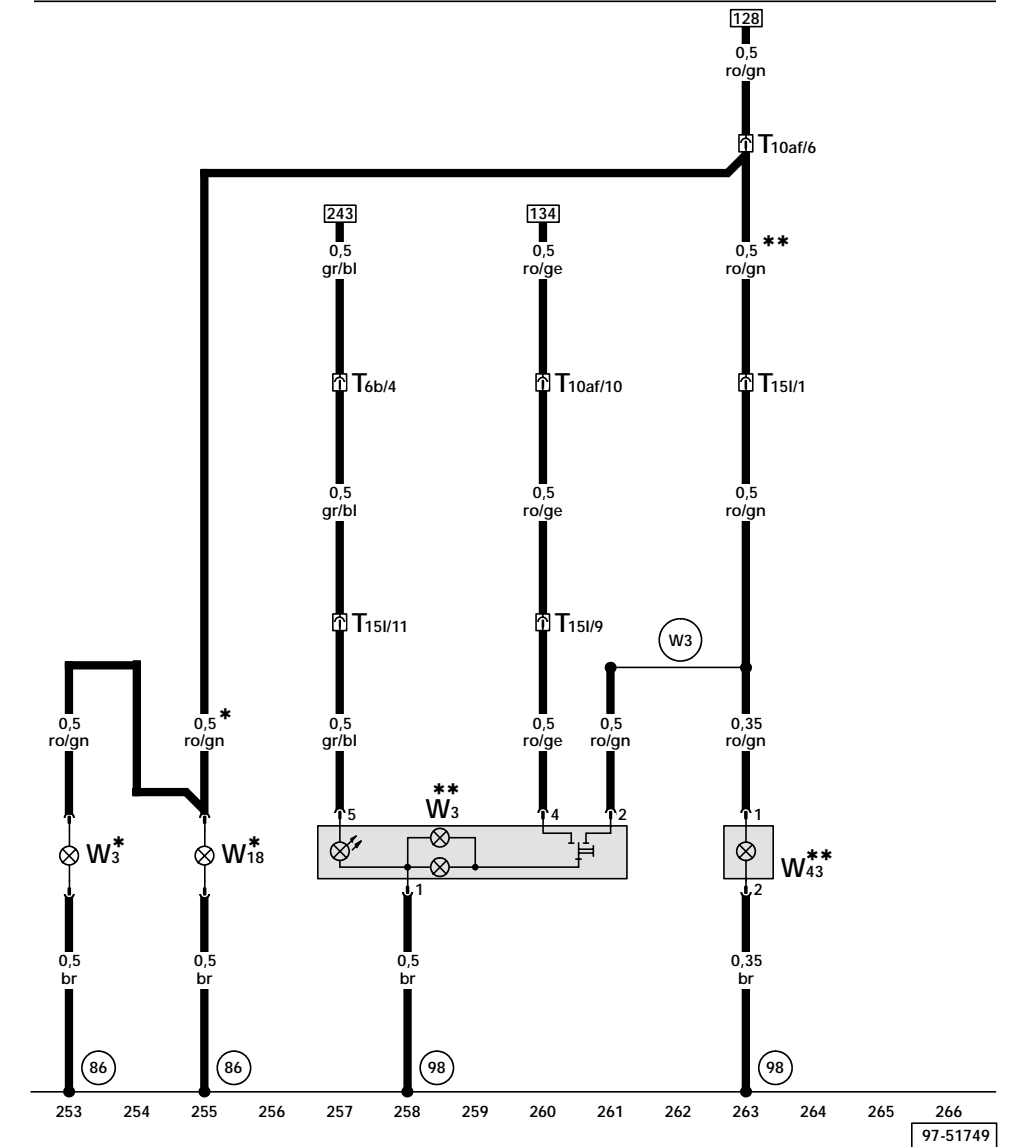 128
0,5
ro/gn
T10af/6
243
134
0,5
gr/bl
0,5
ro/ge
0,5 **
ro/gn
T6b/4
T10af/10
T15l/1
0,5
gr/bl
0,5
ro/ge
0,5
ro/gn
T15l/11
T15l/9
W3
0,5
ro/gn
0,5 *
ro/gn
0,5
gr/bl
0,5
ro/ge
0,5
ro/gn
0,35
ro/gn
5
W3**
4
2
1
W3*
W18*
W43**
1
2
0,5
br
0,5
br
0,5
br
0,35
br
86
86
98
98
253 254 255 256 257 258 259 260 261 262 263 264 265 266
97-51749